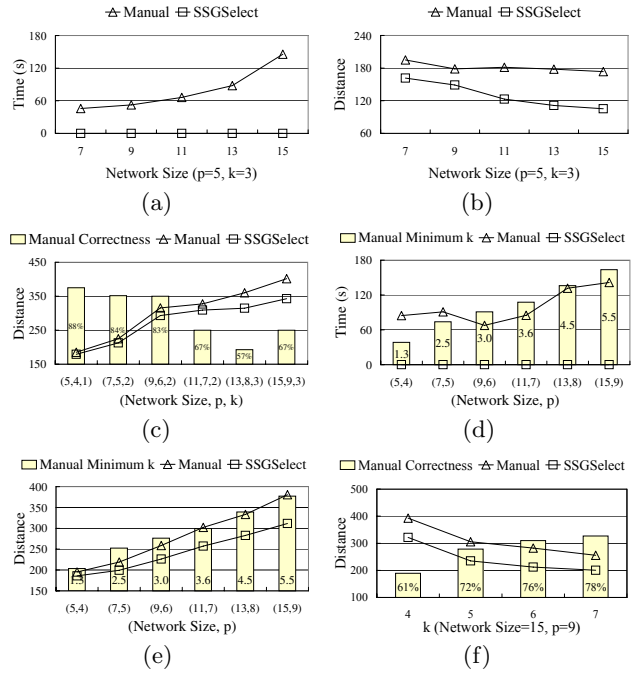 Manual SSGSelect
Time (s)
180
120
60
0
7 9 11 13 15
Network Size (p=5, k=3)
(a)
Manual SSGSelect
Distance
240
180
120
60
7 9 11 13 15
Network Size (p=5, k=3)
(b)
Manual Correctness Manual SSGSelect
Distance
450
350
250
150
88% 84% 83% 67% 57% 67%
(5,4,1) (7,5,2) (9,6,2) (11,7,2) (13,8,3) (15,9,3)
(Network Size, p, k)
(c)
Manual Minimum k Manual SSGSelect
Time (s)
180
120
60
0
1.3 2.5 3.0 3.6 4.5 5.5
(5,4) (7,5) (9,6) (11,7) (13,8) (15,9)
(Network Size, p)
(d)
Manual Minimum k Manual SSGSelect
Distance
400
350
300
250
200
150
1.3 2.5 3.0 3.6 4.5 5.5
(5,4) (7,5) (9,6) (11,7) (13,8) (15,9)
(Network Size, p)
(e)
Manual Correctness Manual SSGSelect
Distance
500
400
300
200
100
61% 72% 76% 78%
4 5 6 7
k (Network Size=15, p=9)
(f)